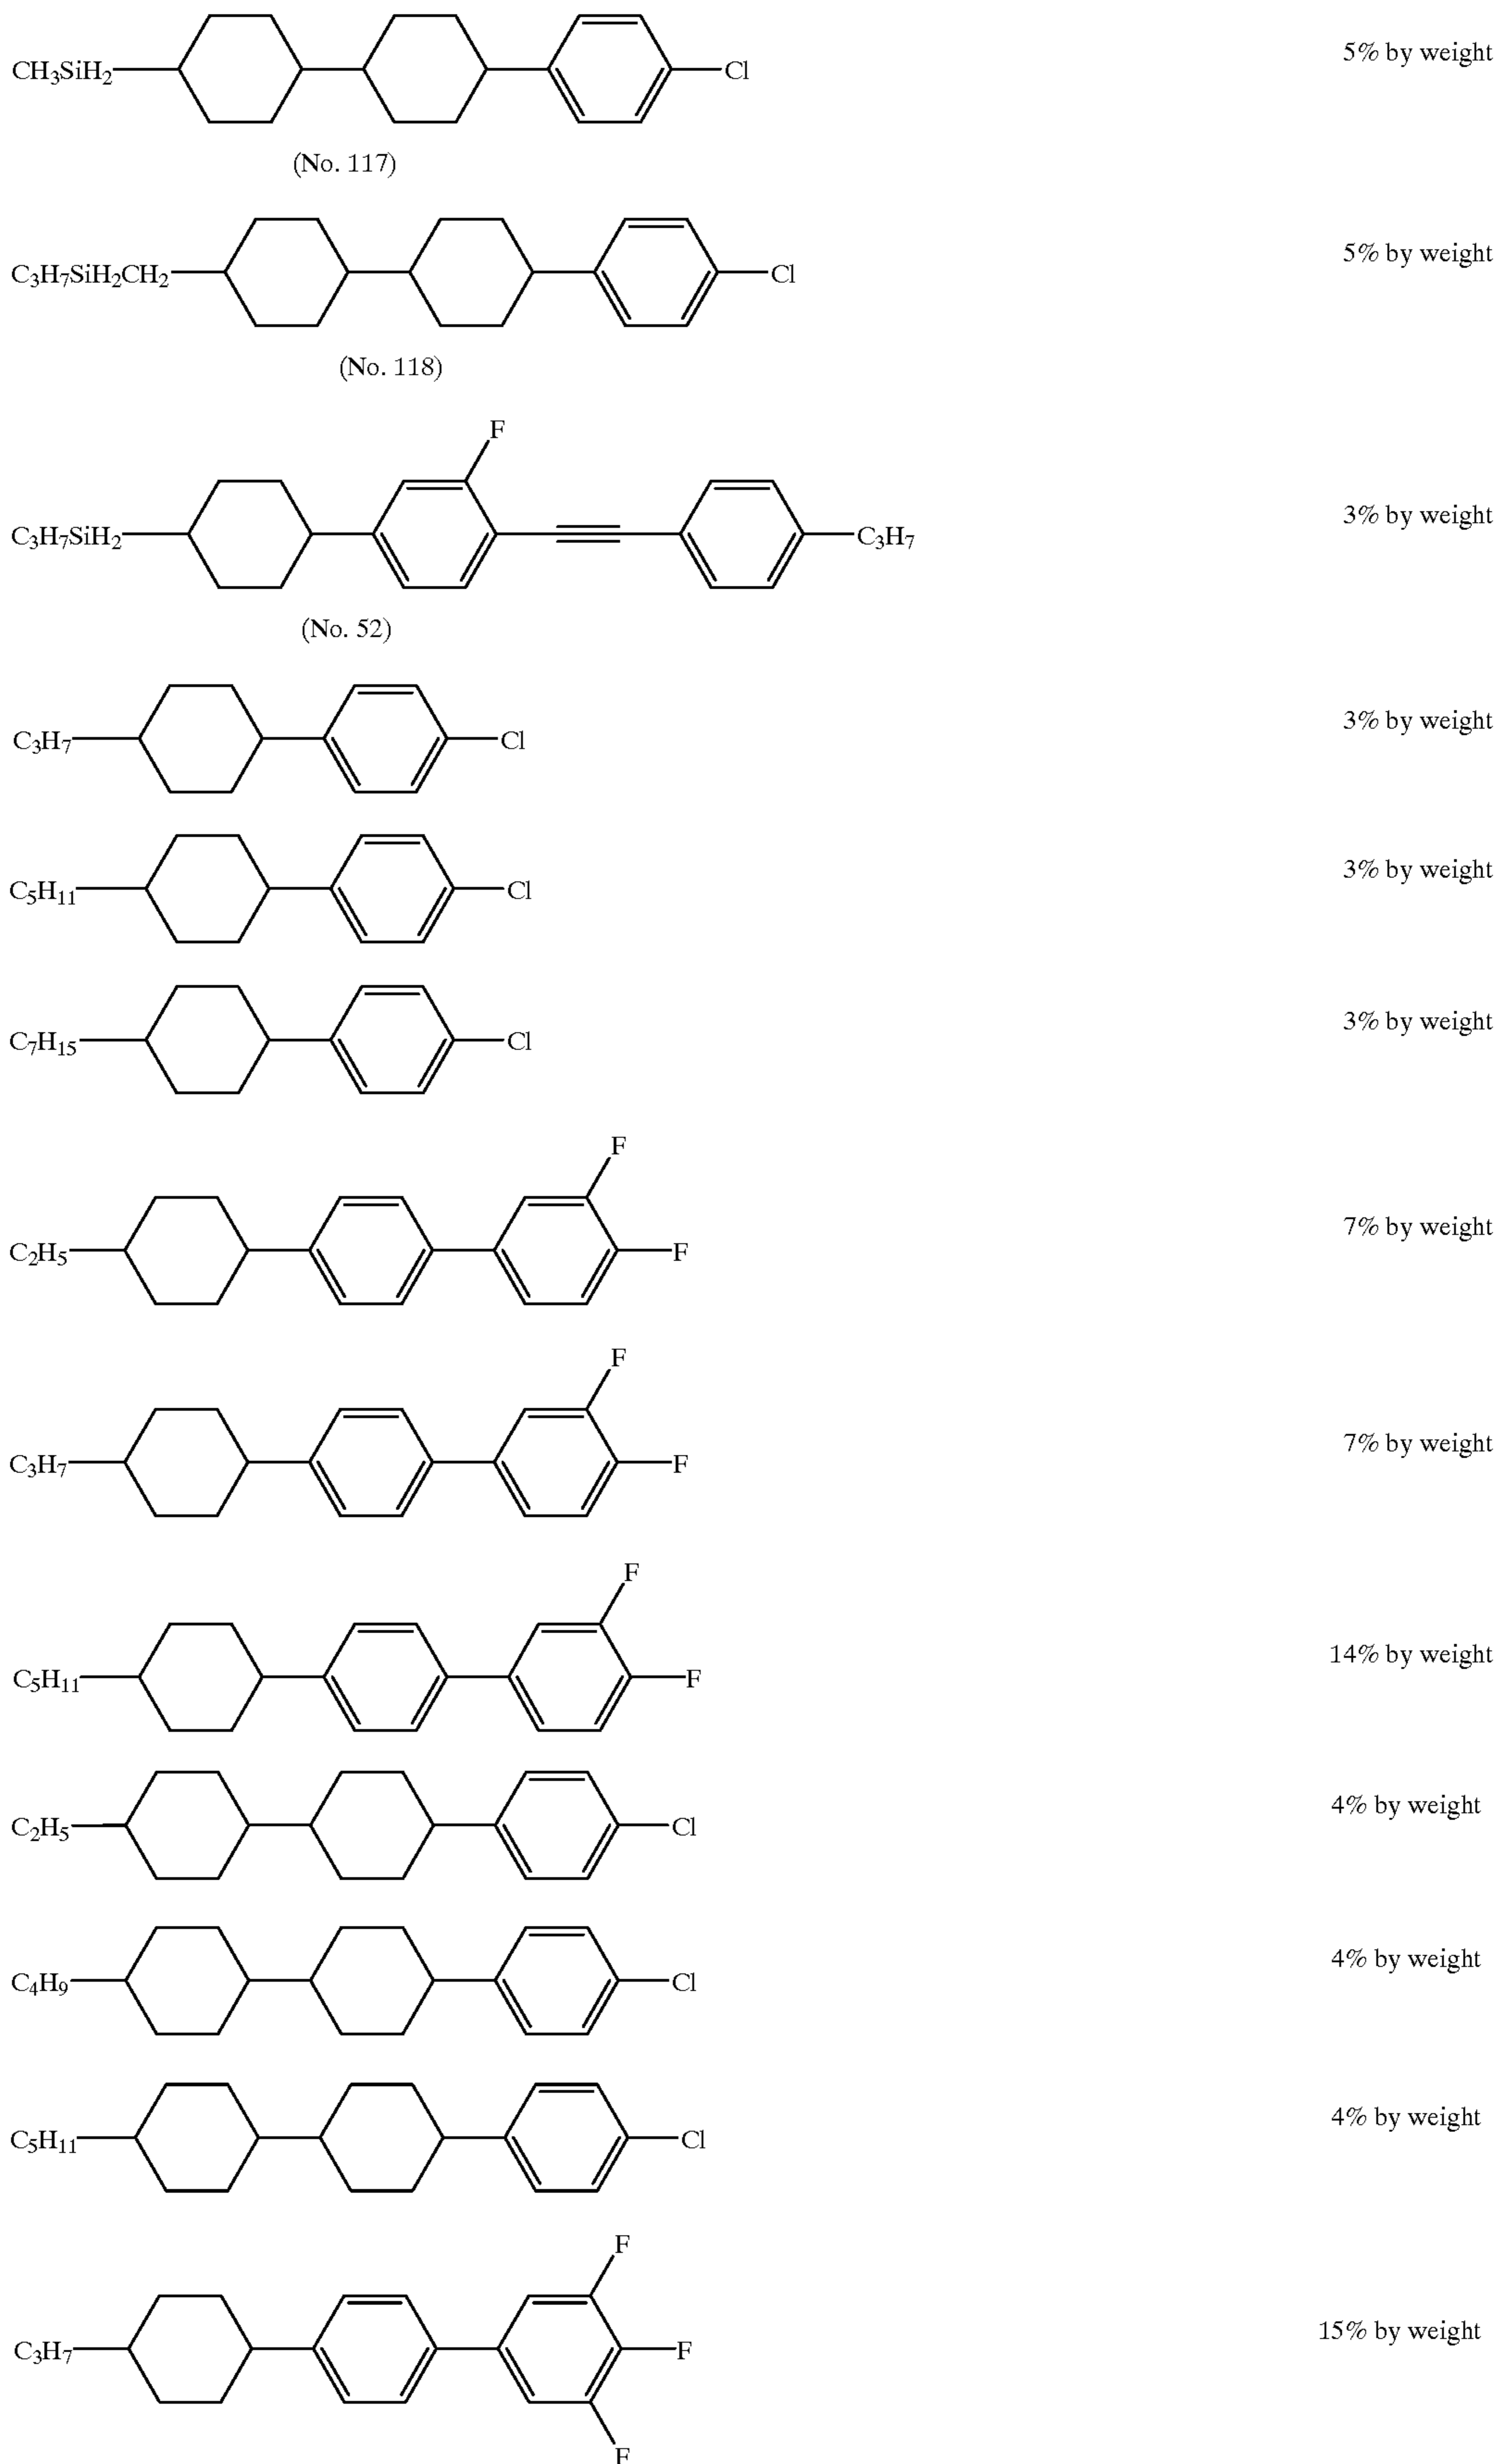 CH₃SiH₂ Cl 5% by weight
(No. 117)
C₃H₇SiH₂CH₂ Cl 5% by weight
(No. 118)
F
C₃H₇SiH₂ C₃H₇ 3% by weight
(No. 52)
C₃H₇ Cl 3% by weight
C₅H₁₁ Cl 3% by weight
C₇H₁₅ Cl 3% by weight
F
C₂H₅ F 7% by weight
F
C₃H₇ F 7% by weight
F
C₅H₁₁ F 14% by weight
C₂H₅ Cl 4% by weight
C₄H₉ Cl 4% by weight
C₅H₁₁ Cl 4% by weight
F
C₃H₇ F 15% by weight
F